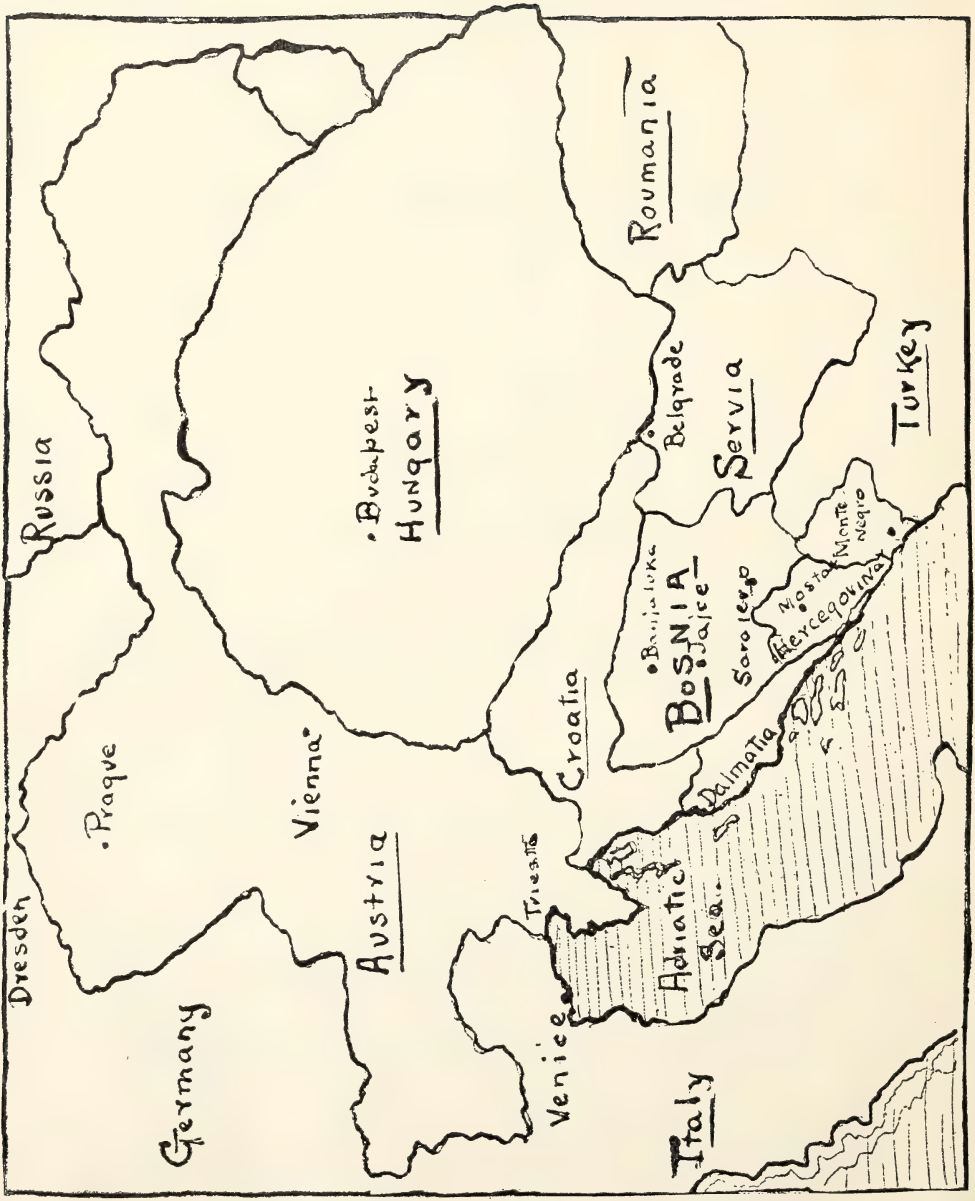 Dresden
Russia
Prague
Germany
Vienna
Budapest
Hungary
Austria
Trieste
Venice
Croatia
Roumania
Belgrade
Servia
Banjaluka
BOSNIA
Jajce
Sarajevo
Mostar
Hercegovina
Monte
Negro
Turkey
Dalmatia
Adriatic
Sea.
Italy